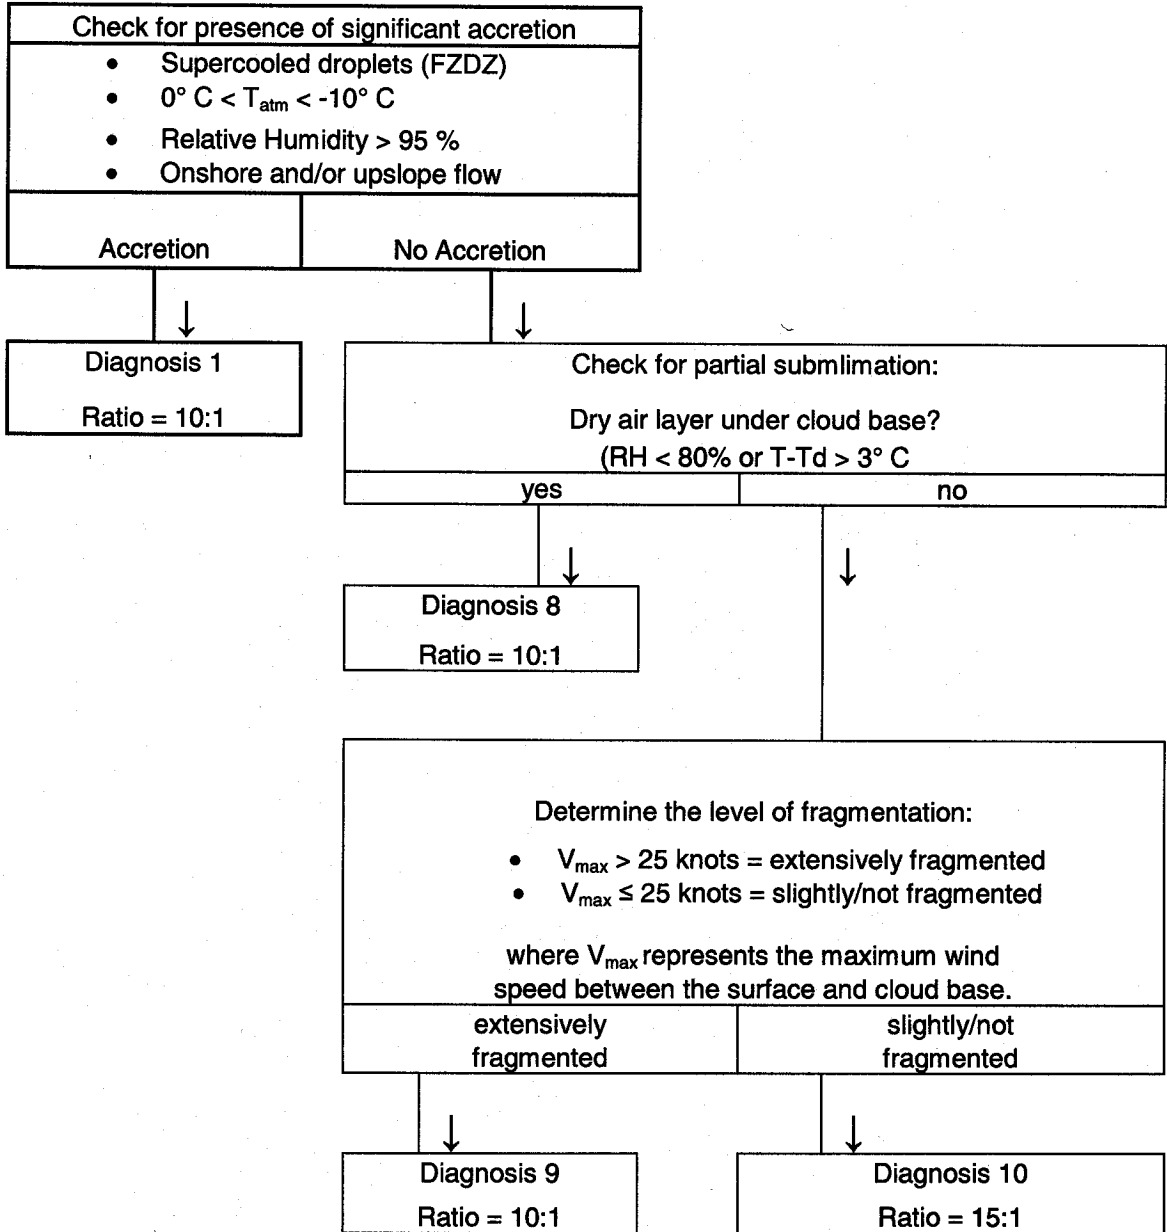 Check for presence of significant accretion
• Supercooled droplets (FZDZ)
• 0° C < Tatm < -10° C
• Relative Humidity > 95 %
• Onshore and/or upslope flow
Accretion
No Accretion
Diagnosis 1
Ratio = 10:1
Check for partial submlimation:
Dry air layer under cloud base?
(RH < 80% or T-Td > 3° C
yes
no
Diagnosis 8
Ratio = 10:1
Determine the level of fragmentation:
• Vmax > 25 knots = extensively fragmented
• Vmax ≤ 25 knots = slightly/not fragmented
where Vmax represents the maximum wind
speed between the surface and cloud base.
extensively
fragmented
slightly/not
fragmented
Diagnosis 9
Ratio = 10:1
Diagnosis 10
Ratio = 15:1